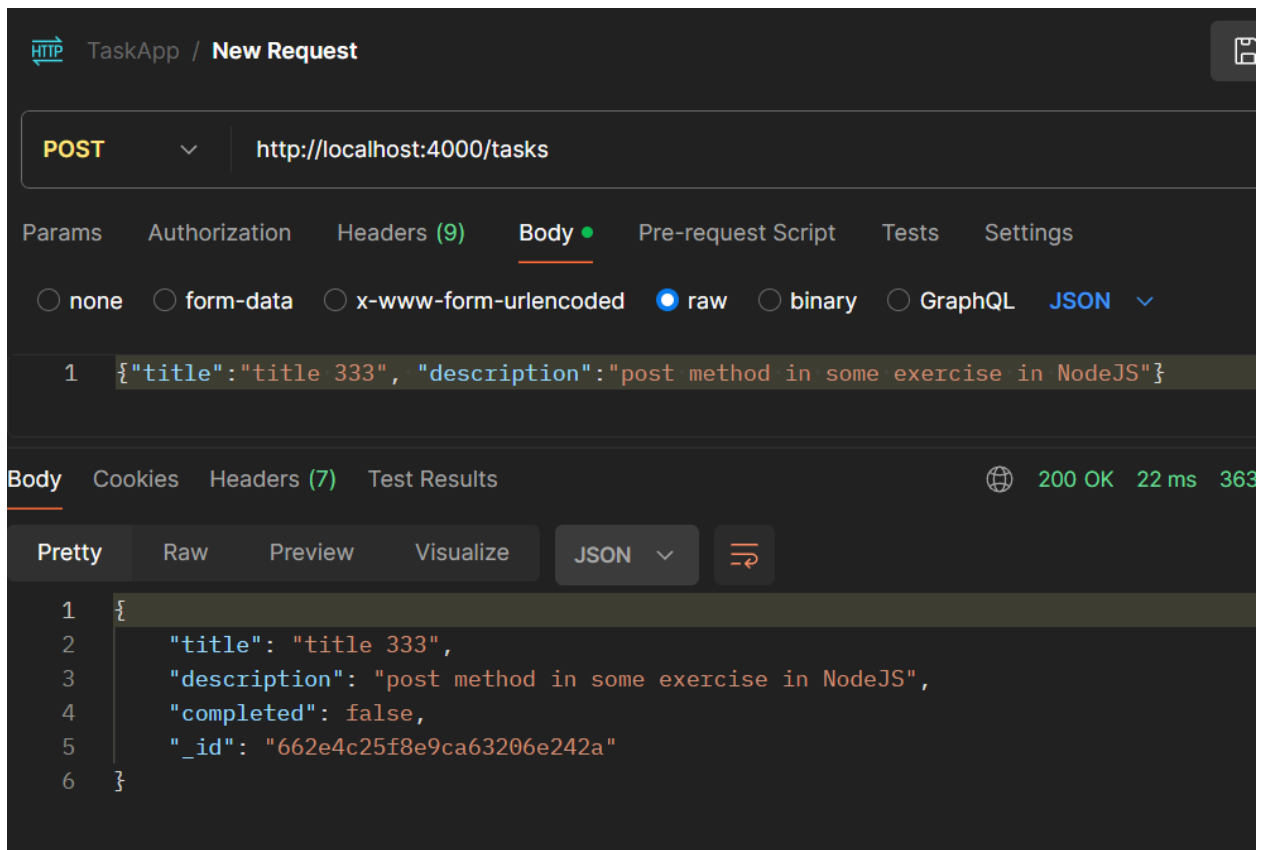 HTTP TaskApp / New Request
POST http://localhost:4000/tasks
Params Authorization Headers (9) Body Pre-request Script Tests Settings
none form-data x-www-form-urlencoded raw binary GraphQL JSON
1 {"title":"title 333", "description":"post method in some exercise in NodeJS"}
Body Cookies Headers (7) Test Results 200 OK 22 ms 363
Pretty Raw Preview Visualize JSON
1 {
2 "title": "title 333",
3 "description": "post method in some exercise in NodeJS",
4 "completed": false,
5 "_id": "662e4c25f8e9ca63206e242a"
6 }